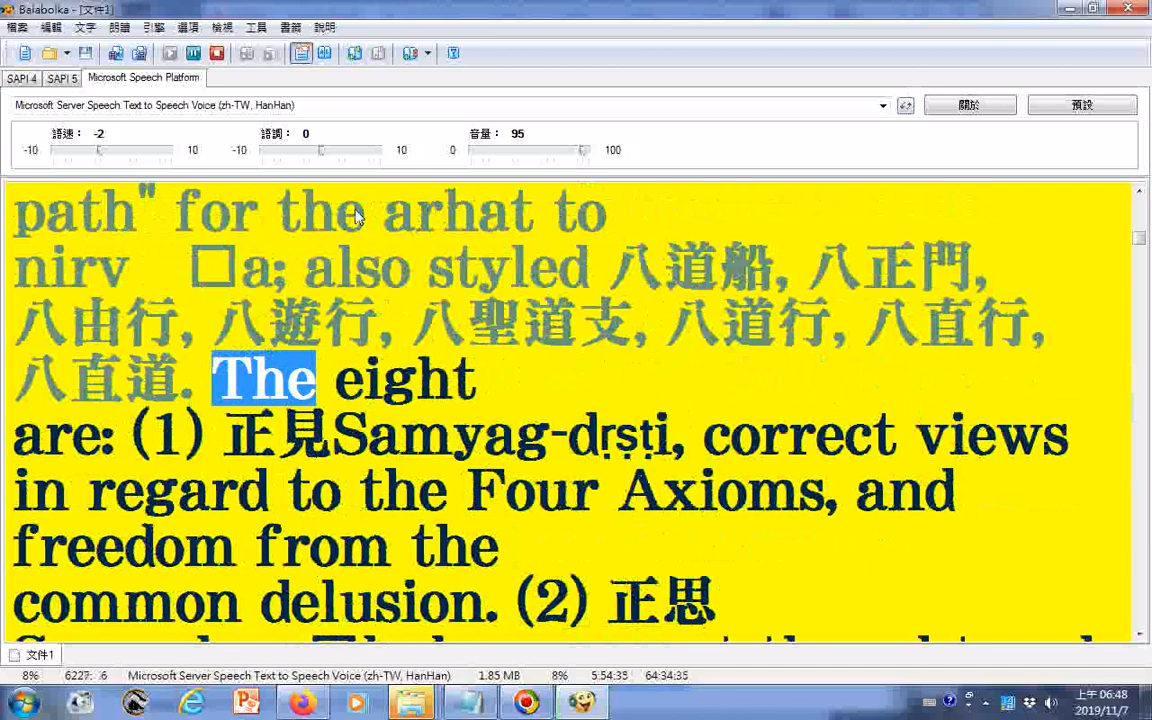 Balabolka - [文件1]
檔案 編輯 文字 朗讀 引擎 選項 檢視 工具 書籤 說明
SAPI 4 SAPI 5 Microsoft Speech Platform
Microsoft Server Speech Text to Speech Voice (zh-TW, HanHan) 關於 預設
語速： -2 語調： 0 音量： 95
-10 10 -10 10 0 100
path" for the arhat to
nirv □a; also styled 八道船, 八正門,
八由行, 八遊行, 八聖道支, 八道行, 八直行,
八直道. The eight
are: (1) 正見Samyag-dṛṣṭi, correct views
in regard to the Four Axioms, and
freedom from the
common delusion. (2) 正思
文件1
8% 6227: 6 Microsoft Server Speech Text to Speech Voice (zh-TW, HanHan) 1.85 MB 8% 5:54:35 64:34:35
上午 06:48
2019/11/7